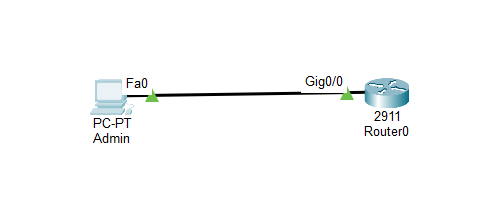 Fa0
Gig0/0
PC-PT
Admin
2911
Router0